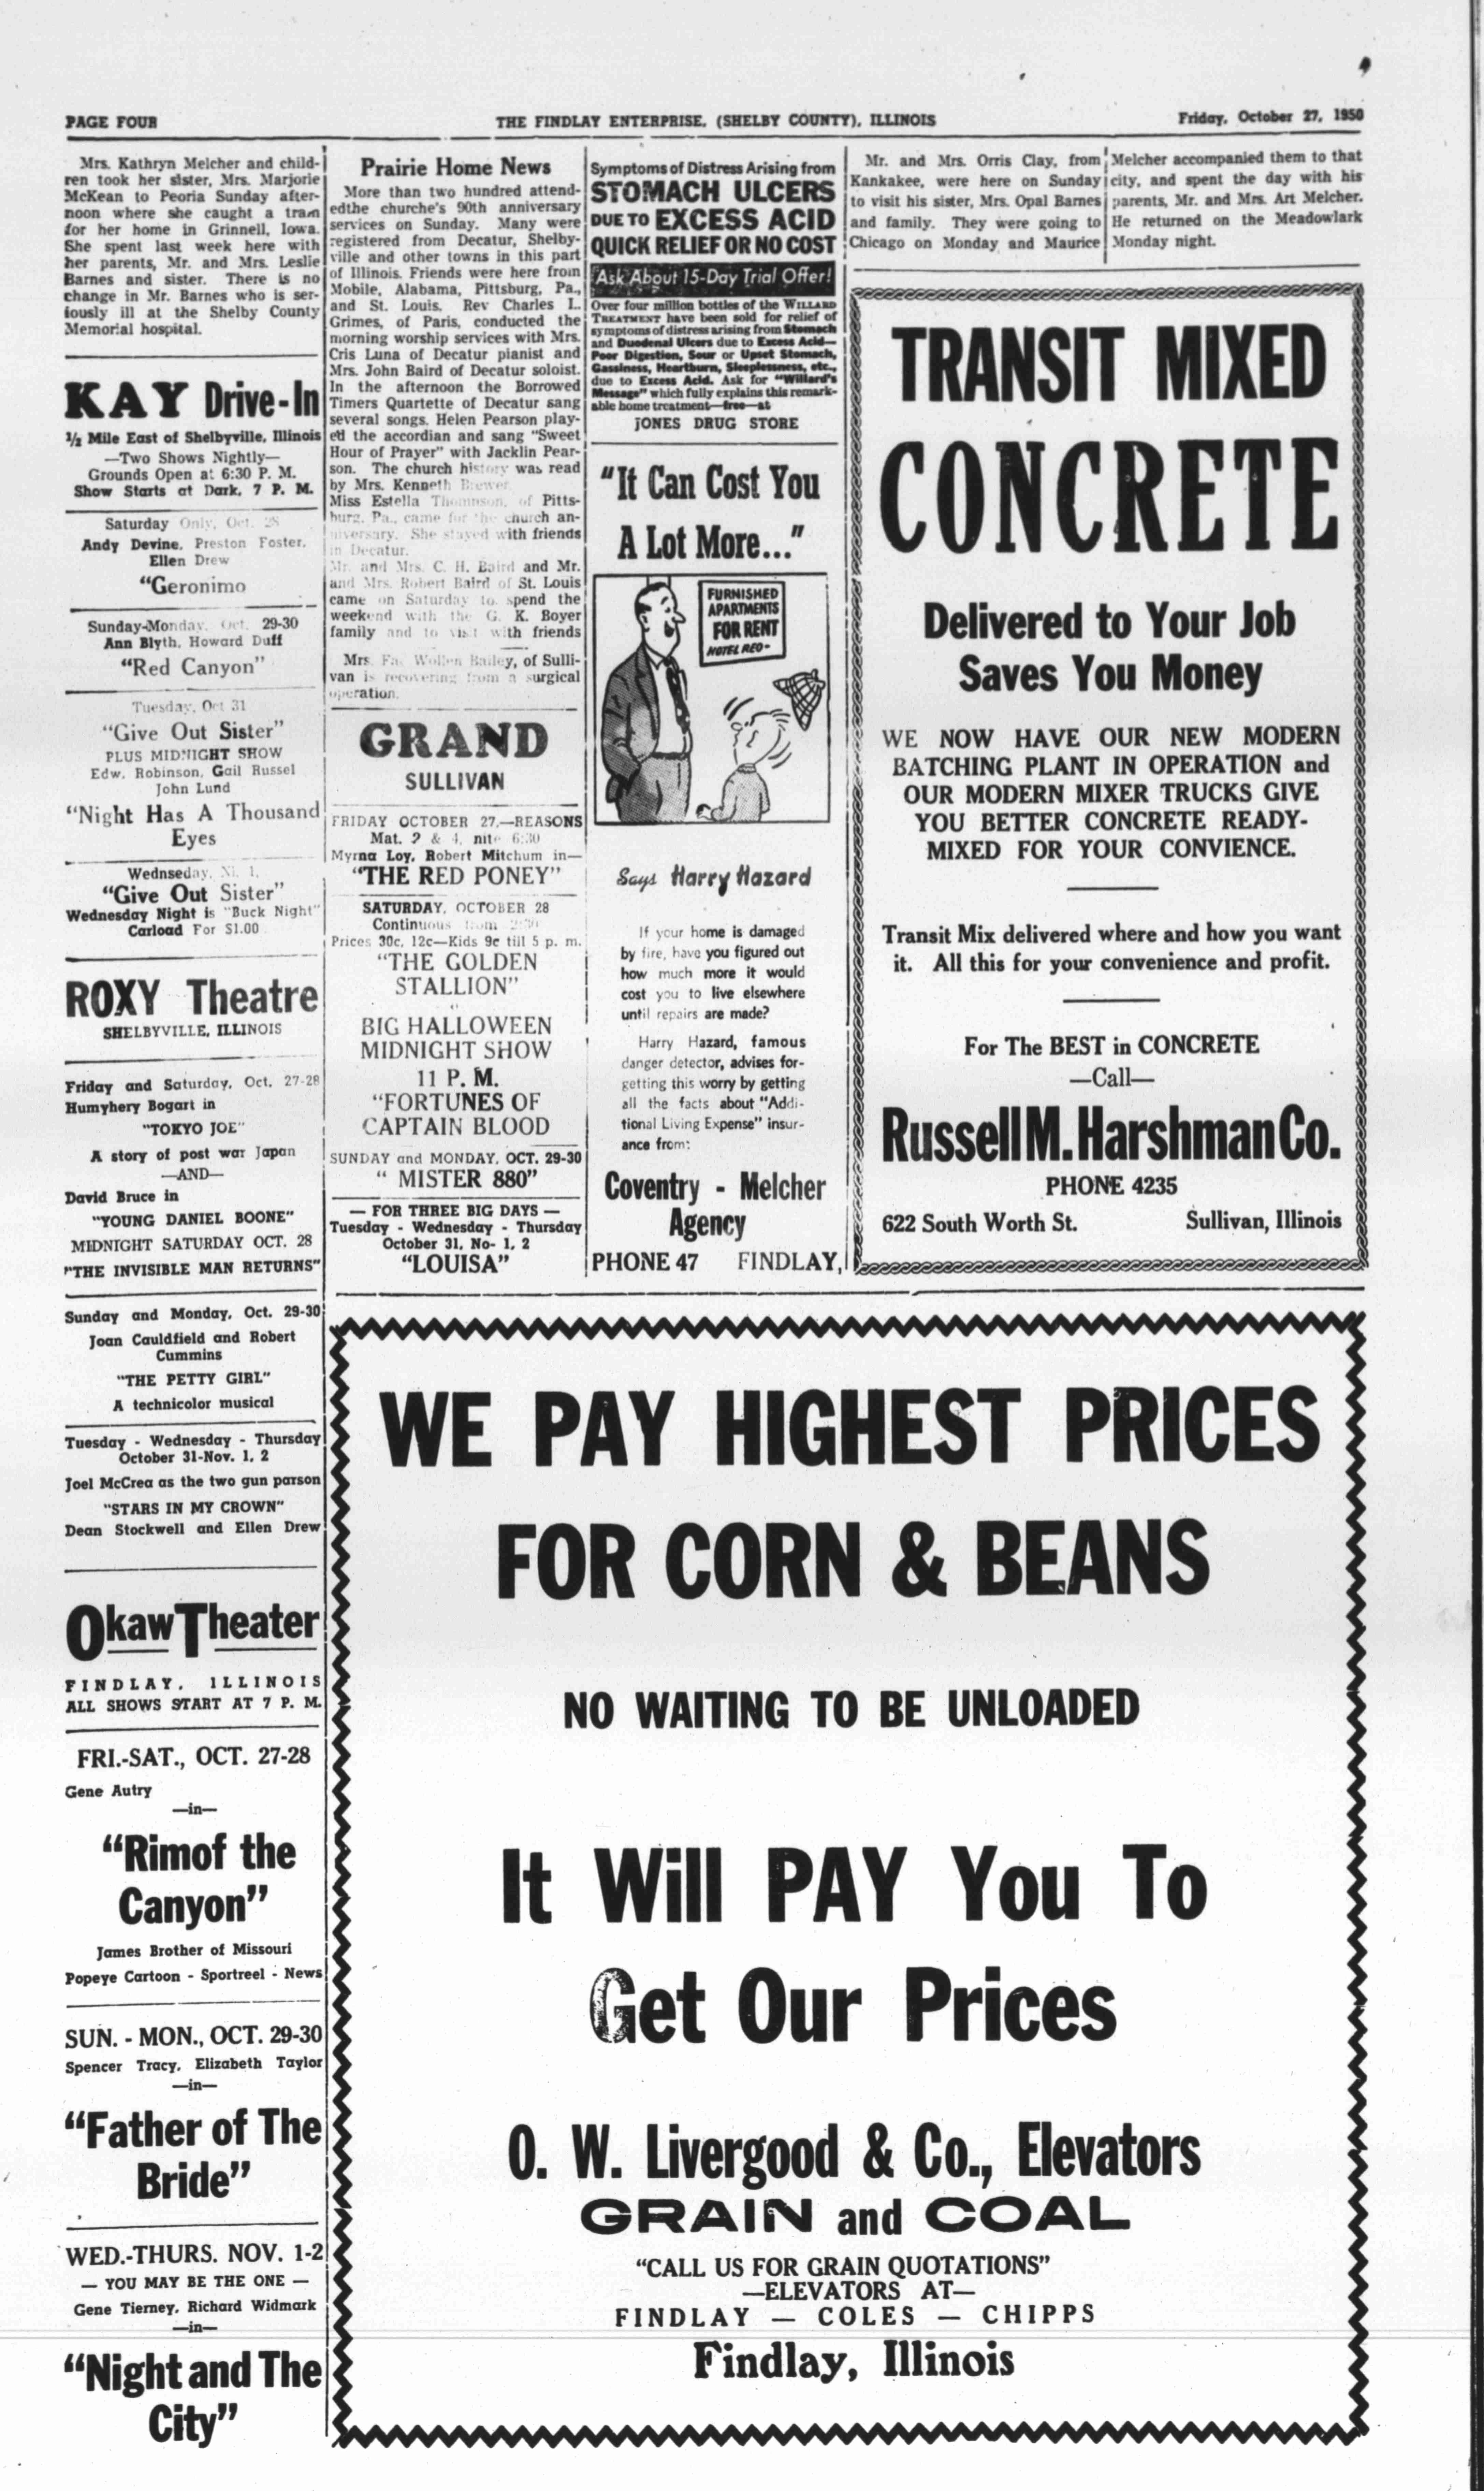 PAGE FOUR
THE FINDLAY ENTERPRISE, (SHELBY COUNTY), ILLINOIS
Friday, October 27, 1950
Mrs. Kathryn Melcher and child-
ren took her sister, Mrs. Marjorie
McKean to Peoria Sunday after-
noon where she caught a train
for her home in Grinnell, Iowa.
She spent last week here with
her parents, Mr. and Mrs. Leslie
Barnes and sister. There is no
change in Mr. Barnes who is ser-
iously ill at the Shelby County
Memorial hospital.
KAY Drive-In
½ Mile East of Shelbyville, Illinois
—Two Shows Nightly—
Grounds Open at 6:30 P. M.
Show Starts at Dark, 7 P. M.
Saturday Only, Oct. 28
Andy Devine, Preston Foster,
Ellen Drew
"Geronimo
Sunday-Monday, Oct. 29-30
Ann Blyth, Howard Duff
"Red Canyon"
Tuesday, Oct 31
"Give Out Sister"
PLUS MIDNIGHT SHOW
Edw. Robinson, Gail Russel
John Lund
"Night Has A Thousand
Eyes
Wednseday, 1,
"Give Out Sister"
Wednesday Night is "Buck Night"
Carload For $1.00
ROXY Theatre
SHELBYVILLE, ILLINOIS
Friday and Saturday, Oct. 27-28
Humyhery Bogart in
"TOKYO JOE"
A story of post war Japan
—AND—
David Bruce in
"YOUNG DANIEL BOONE"
MIDNIGHT SATURDAY OCT. 28
"THE INVISIBLE MAN RETURNS"
Sunday and Monday, Oct. 29-30
Joan Cauldfield and Robert
Cummins
"THE PETTY GIRL"
A technicolor musical
Tuesday - Wednesday - Thursday
October 31-Nov. 1, 2
Joel McCrea as the two gun parson
"STARS IN MY CROWN"
Dean Stockwell and Ellen Drew
Okaw Theater
FINDLAY, ILLINOIS
ALL SHOWS START AT 7 P. M.
FRI.-SAT., OCT. 27-28
Gene Autry
—in—
"Rimof the
Canyon"
James Brother of Missouri
Popeye Cartoon - Sportreel - News
SUN. - MON., OCT. 29-30
Spencer Tracy, Elizabeth Taylor
—in—
"Father of The
Bride"
WED.-THURS. NOV. 1-2
— YOU MAY BE THE ONE —
Gene Tierney, Richard Widmark
—in—
"Night and The
City"
Prairie Home News
More than two hundred attend-
edthe churche's 90th anniversary
services on Sunday. Many were
registered from Decatur, Shelby-
ville and other towns in this part
of Illinois. Friends were here from
Mobile, Alabama, Pittsburg, Pa.,
and St. Louis. Rev Charles L.
Grimes, of Paris, conducted the
morning worship services with Mrs.
Cris Luna of Decatur pianist and
Mrs. John Baird of Decatur soloist.
In the afternoon the Borrowed
Timers Quartette of Decatur sang
several songs. Helen Pearson play-
ed the accordian and sang "Sweet
Hour of Prayer" with Jacklin Pear-
son. The church history was read
by Mrs. Kenneth Brewer.
Miss Estella Thompson, of Pitts-
burg, Pa., came for the church an-
niversary. She stayed with friends
in Decatur.
Mr. and Mrs. C. H. Baird and Mr.
and Mrs. Robert Baird of St. Louis
came on Saturday to spend the
weekend with the G. K. Boyer
family and to visit with friends
Mrs. Fa. Wollen Bailey, of Sulli-
van is recovering from a surgical
operation.
GRAND
SULLIVAN
FRIDAY OCTOBER 27,—REASONS
Mat. 2 & 4, nite 6:30
Myrna Loy, Robert Mitchum in—
"THE RED PONEY"
SATURDAY, OCTOBER 28
Continuous from 2:30
Prices 30c, 12c—Kids 9c till 5 p. m.
"THE GOLDEN
STALLION"
BIG HALLOWEEN
MIDNIGHT SHOW
11 P. M.
"FORTUNES OF
CAPTAIN BLOOD
SUNDAY and MONDAY, OCT. 29-30
" MISTER 880"
— FOR THREE BIG DAYS —
Tuesday - Wednesday - Thursday
October 31, No- 1, 2
"LOUISA"
Symptoms of Distress Arising from
STOMACH ULCERS
DUE TO EXCESS ACID
QUICK RELIEF OR NO COST
Ask About 15-Day Trial Offer!
Over four million bottles of the WILLARD
TREATMENT have been sold for relief of
symptoms of distress arising from Stomach
and Duodenal Ulcers due to Excess Acid—
Poor Digestion, Sour or Upset Stomach,
Gassiness, Heartburn, Sleeplessness, etc.,
due to Excess Acid. Ask for "Willard's
Message" which fully explains this remark-
able home treatment—free—at
JONES DRUG STORE
"It Can Cost You
A Lot More..."
FURNISHED
APARTMENTS
FOR RENT
HOTEL RED-
Says Harry Hazard
If your home is damaged
by fire, have you figured out
how much more it would
cost you to live elsewhere
until repairs are made?
Harry Hazard, famous
danger detector, advises for-
getting this worry by getting
all the facts about "Addi-
tional Living Expense" insur-
ance from:
Coventry - Melcher
Agency
PHONE 47 FINDLAY,
Mr. and Mrs. Orris Clay, from
Kankakee, were here on Sunday
to visit his sister, Mrs. Opal Barnes
and family. They were going to
Chicago on Monday and Maurice
Melcher accompanied them to that
city, and spent the day with his
parents, Mr. and Mrs. Art Melcher.
He returned on the Meadowlark
Monday night.
TRANSIT MIXED
CONCRETE
Delivered to Your Job
Saves You Money
WE NOW HAVE OUR NEW MODERN
BATCHING PLANT IN OPERATION and
OUR MODERN MIXER TRUCKS GIVE
YOU BETTER CONCRETE READY-
MIXED FOR YOUR CONVIENCE.
Transit Mix delivered where and how you want
it. All this for your convenience and profit.
For The BEST in CONCRETE
—Call—
Russell M. Harshman Co.
PHONE 4235
622 South Worth St. Sullivan, Illinois
WE PAY HIGHEST PRICES
FOR CORN & BEANS
NO WAITING TO BE UNLOADED
It Will PAY You To
Get Our Prices
O. W. Livergood & Co., Elevators
GRAIN and COAL
"CALL US FOR GRAIN QUOTATIONS"
—ELEVATORS AT—
FINDLAY — COLES — CHIPPS
Findlay, Illinois